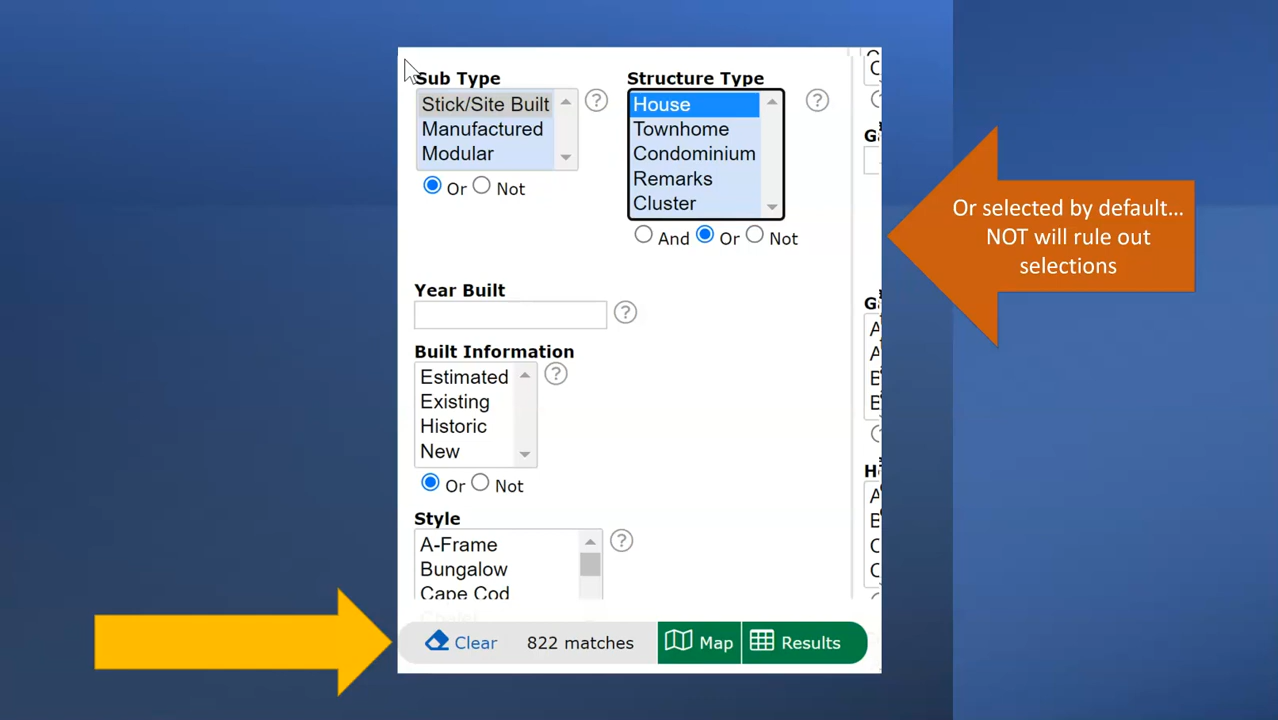 Sub Type
Stick/Site Built
Manufactured
Modular
Or Not
Structure Type
House
Townhome
Condominium
Remarks
Cluster
And Or Not
Year Built
Built Information
Estimated
Existing
Historic
New
Or Not
Style
A-Frame
Bungalow
Cape Cod
Clear 822 matches Map Results
Or selected by default...
NOT will rule out
selections